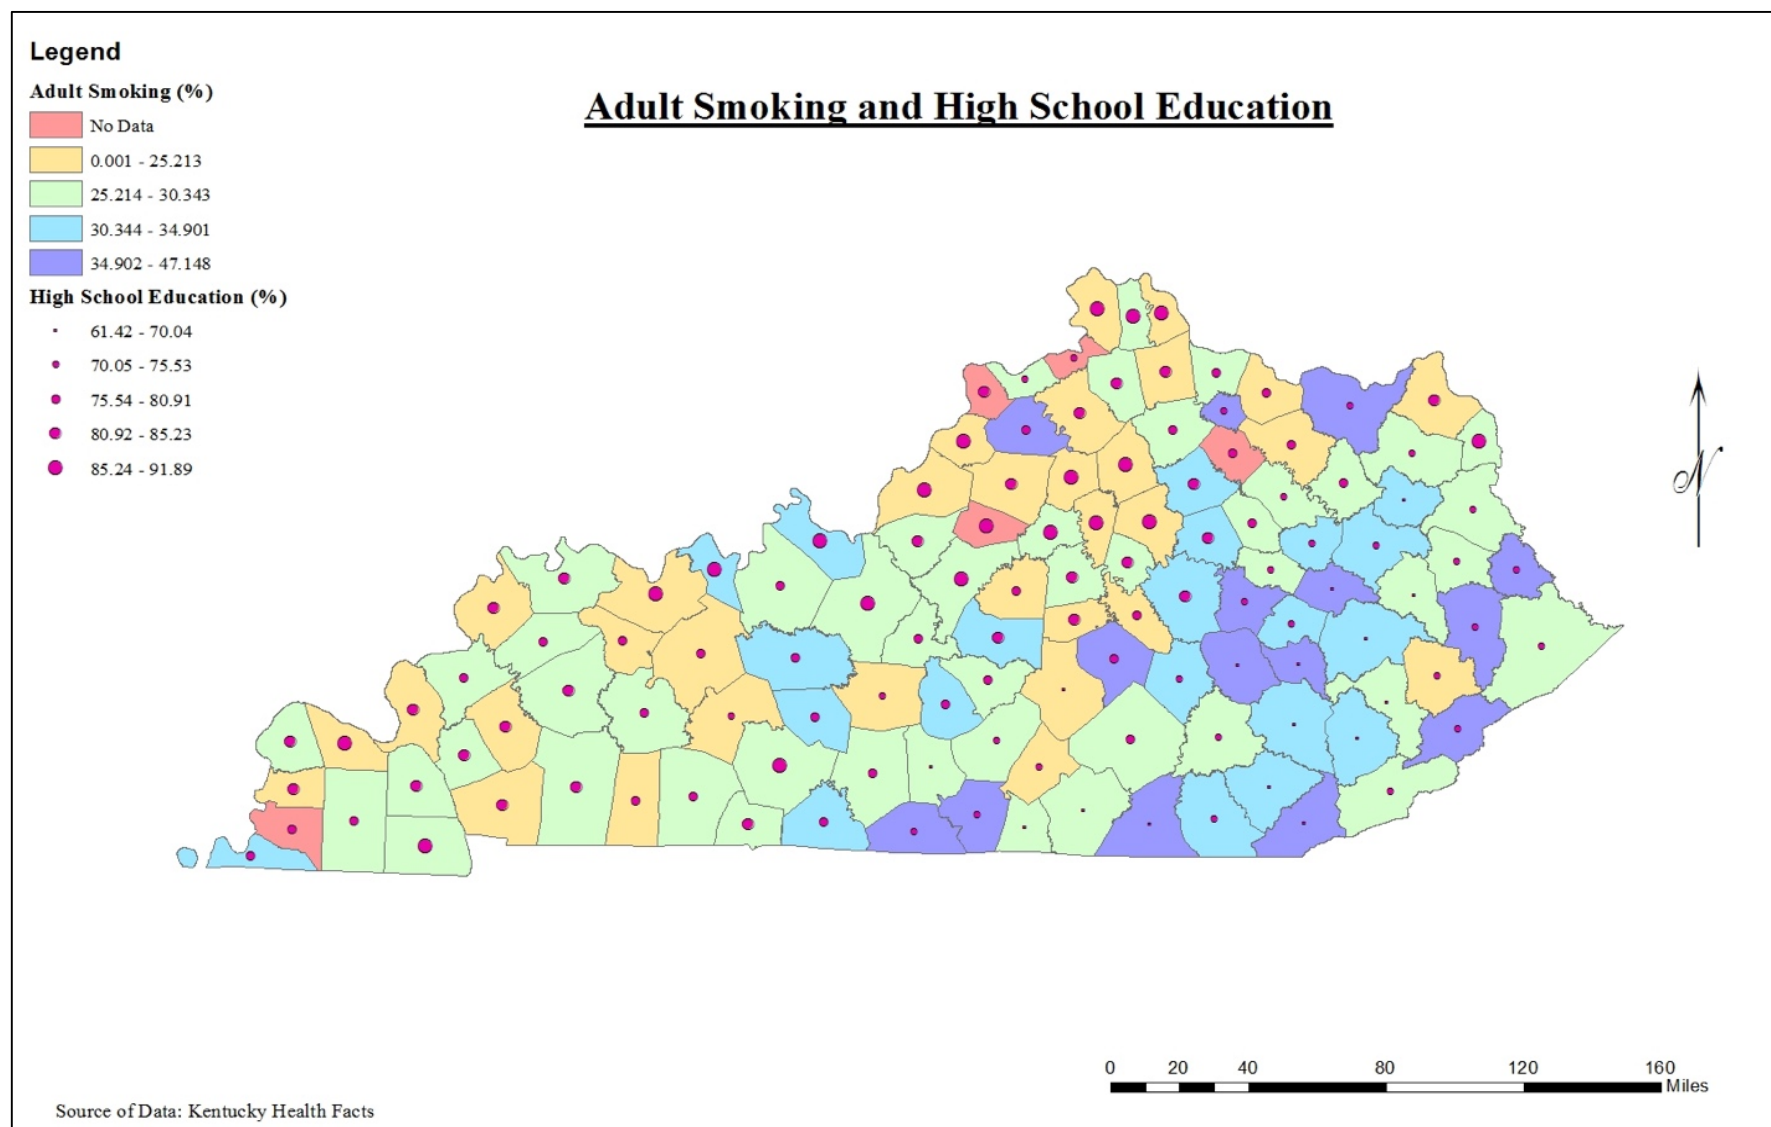 Legend
Adult Smoking (%)
No Data
0.001 - 25.213
25.214 - 30.343
30.344 - 34.901
34.902 - 47.148
High School Education (%)
61.42 - 70.04
70.05 - 75.53
75.54 - 80.91
80.92 - 85.23
85.24 - 91.89
Adult Smoking and High School Education
N
0 20 40 80 120 160
Miles
Source of Data: Kentucky Health Facts